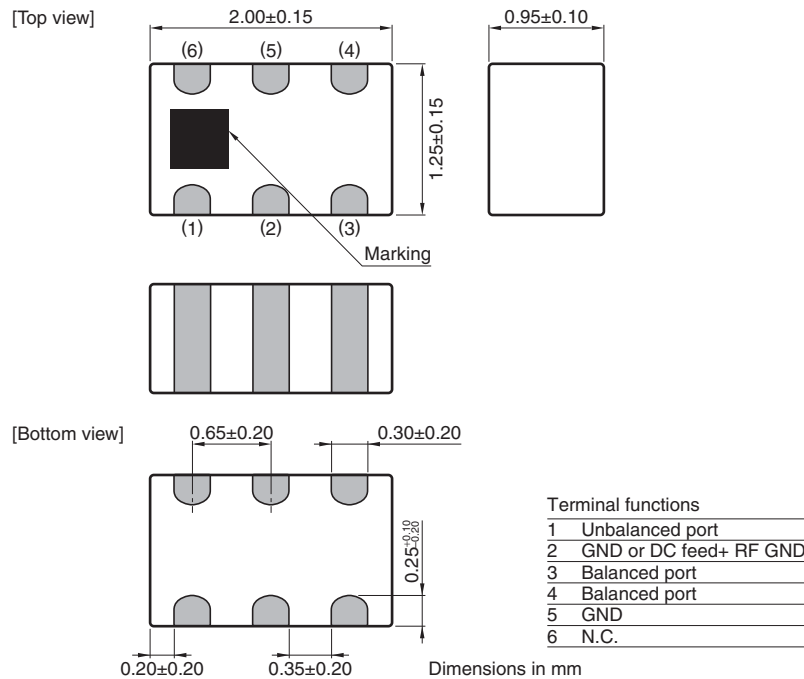 [Top view]
2.00±0.15
0.95±0.10
(6) (5) (4)
1.25±0.15
(1) (2) (3)
Marking
[Bottom view]
0.65±0.20
0.30±0.20
0.25+0.10 −0.20
0.20±0.20
0.35±0.20
Dimensions in mm
Terminal functions
1 Unbalanced port
2 GND or DC feed+ RF GND
3 Balanced port
4 Balanced port
5 GND
6 N.C.